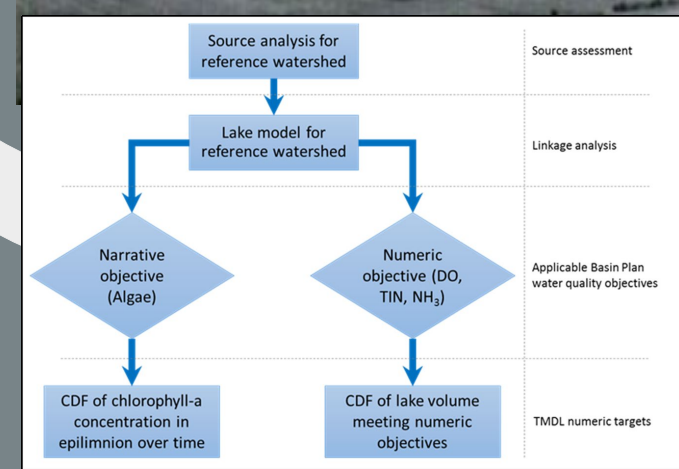 Source analysis for
reference watershed
Source assessment
Lake model for
reference watershed
Linkage analysis
Narrative
objective
(Algae)
Numeric
objective (DO,
TIN, NH₃)
Applicable Basin Plan
water quality objectives
CDF of chlorophyll-a
concentration in
epilimnion over time
CDF of lake volume
meeting numeric
objectives
TMDL numeric targets